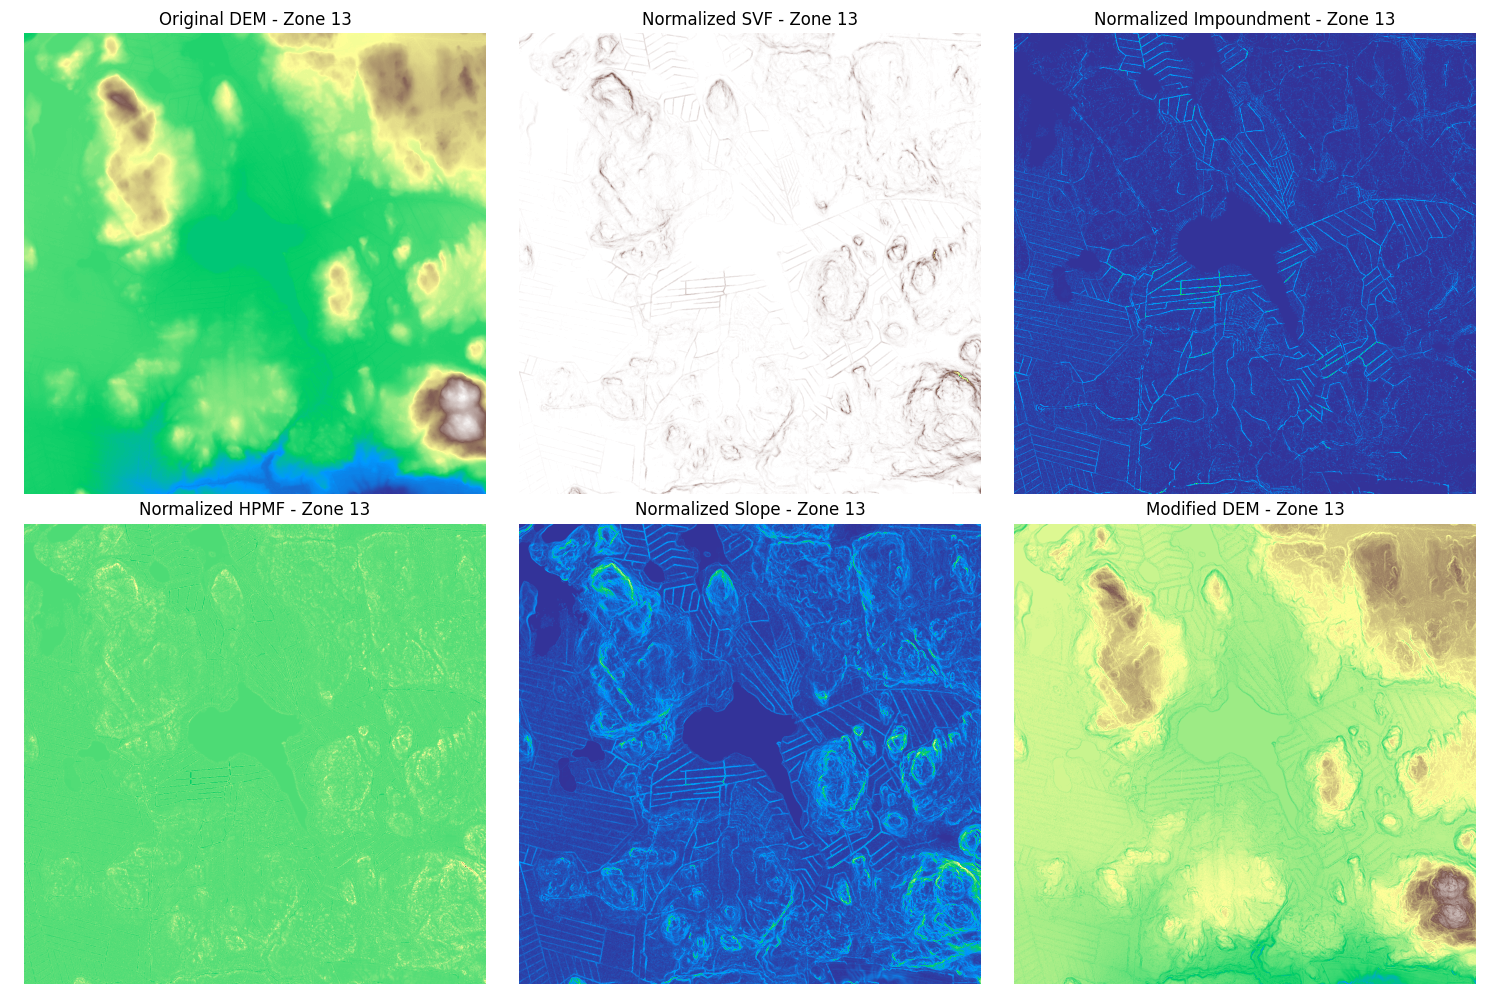 Original DEM - Zone 13
Normalized SVF - Zone 13
Normalized Impoundment - Zone 13
Normalized HPMF - Zone 13
Normalized Slope - Zone 13
Modified DEM - Zone 13